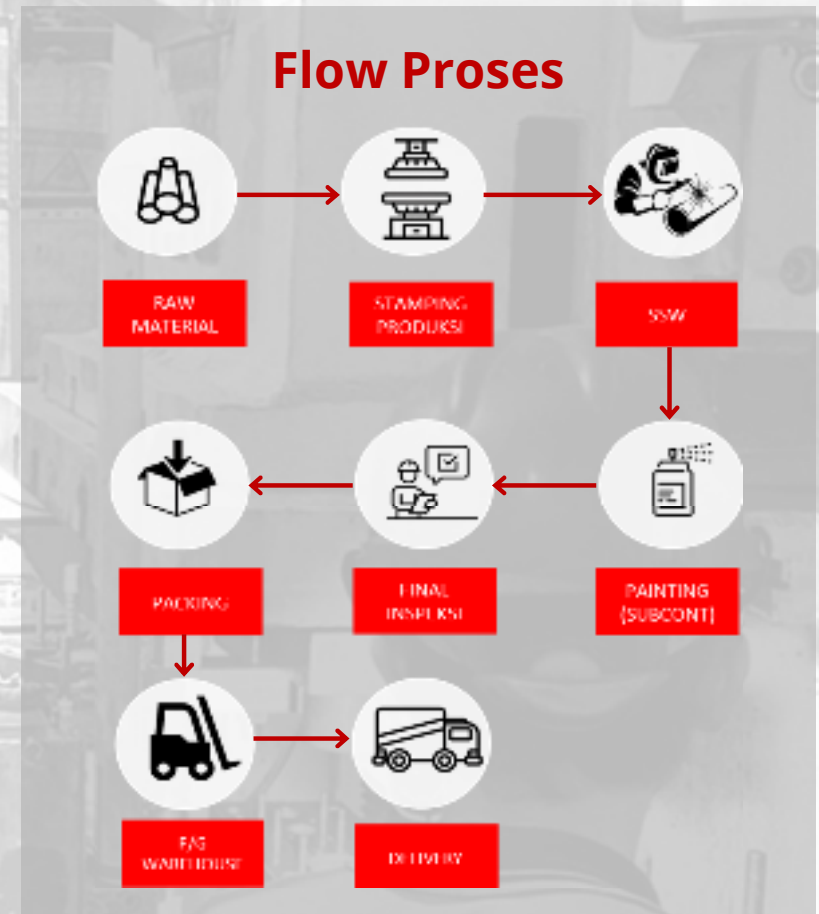 Flow Proses
RAW
MATERIAL
STAMPING
PRODUKSI
SSW
PAINTING
(SUBCONT)
FINAL
INSPEKSI
PACKING
F/G
WAREHOUSE
DELIVERY